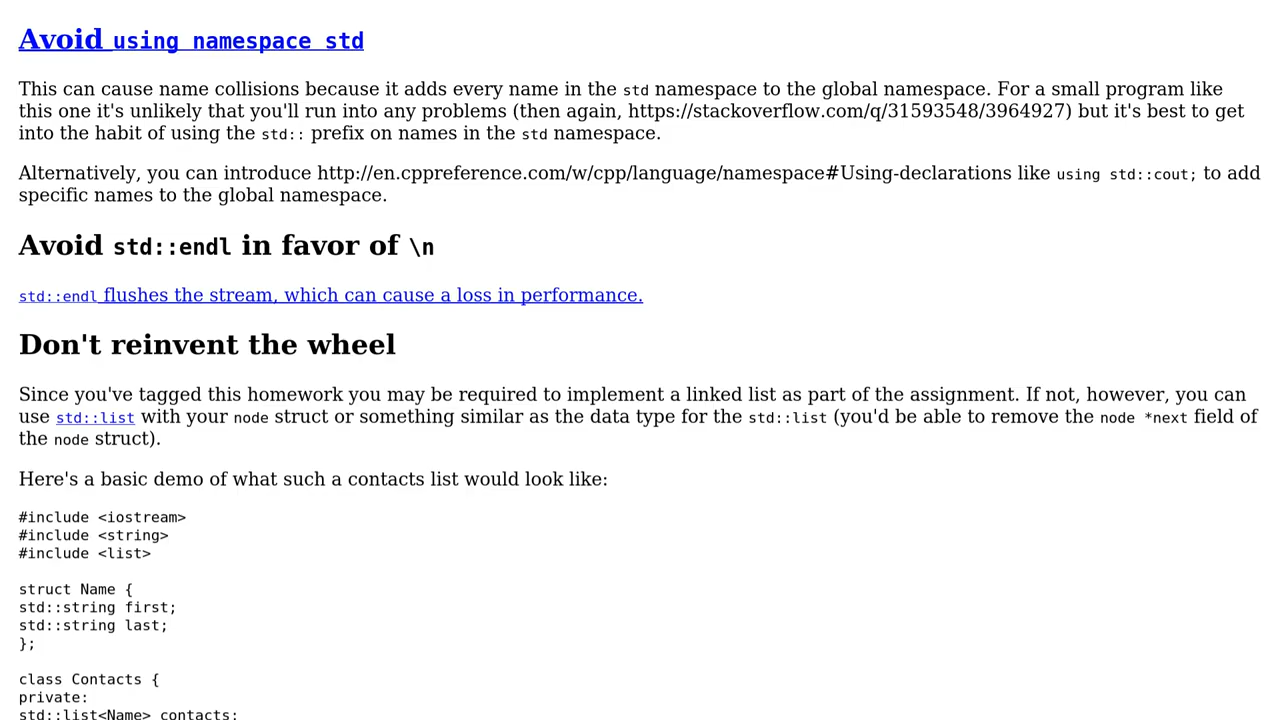 Avoid using namespace std
This can cause name collisions because it adds every name in the std namespace to the global namespace. For a small program like
this one it's unlikely that you'll run into any problems (then again, https://stackoverflow.com/q/31593548/3964927) but it's best to get
into the habit of using the std:: prefix on names in the std namespace.
Alternatively, you can introduce http://en.cppreference.com/w/cpp/language/namespace#Using-declarations like using std::cout; to add
specific names to the global namespace.
Avoid std::endl in favor of \n
std::endl flushes the stream, which can cause a loss in performance.
Don't reinvent the wheel
Since you've tagged this homework you may be required to implement a linked list as part of the assignment. If not, however, you can
use std::list with your node struct or something similar as the data type for the std::list (you'd be able to remove the node *next field of
the node struct).
Here's a basic demo of what such a contacts list would look like:
#include <iostream>
#include <string>
#include <list>
struct Name {
std::string first;
std::string last;
};
class Contacts {
private:
std::list<Name> contacts;